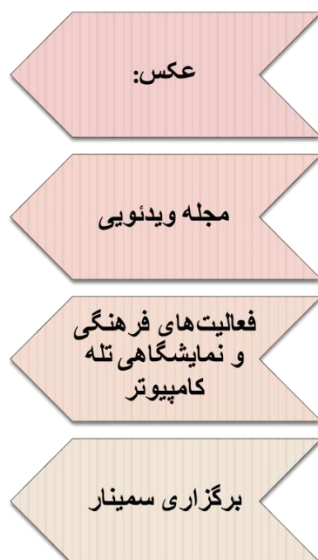 عکس:
مجله ویدئویی
فعالیت‌های فرهنگی
و نمایشگاهی تله
کامپیوتر
برگزاری سمینار